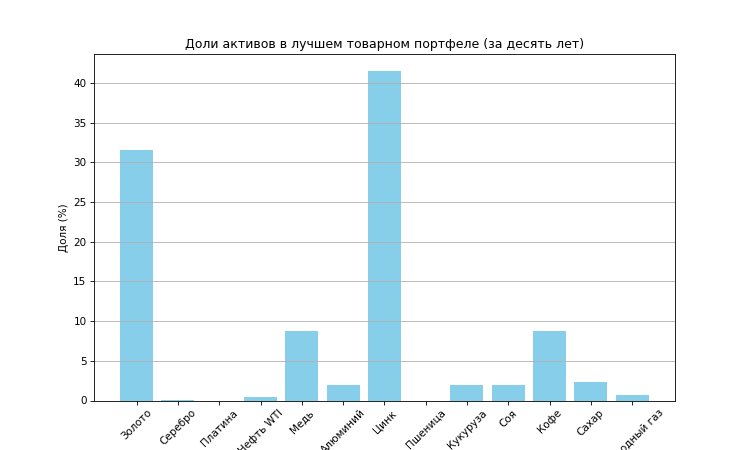 Доли активов в лучшем товарном портфеле (за десять лет)
Доля (%)
40
35
30
25
20
15
10
5
0
Золото
Серебро
Платина
Нефть WTI
Медь
Алюминий
Цинк
Пшеница
Кукуруза
Соя
Кофе
Сахар
газ